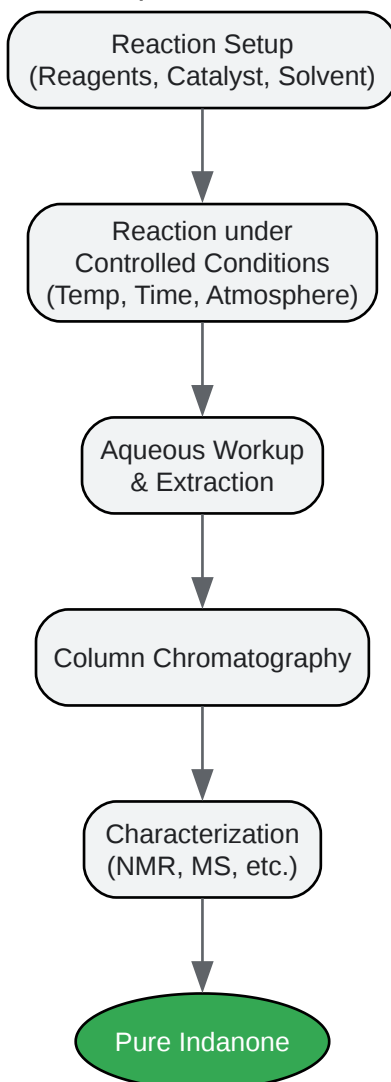 Reaction Setup
(Reagents, Catalyst, Solvent)
Reaction under
Controlled Conditions
(Temp, Time, Atmosphere)
Aqueous Workup
& Extraction
Column Chromatography
Characterization
(NMR, MS, etc.)
Pure Indanone